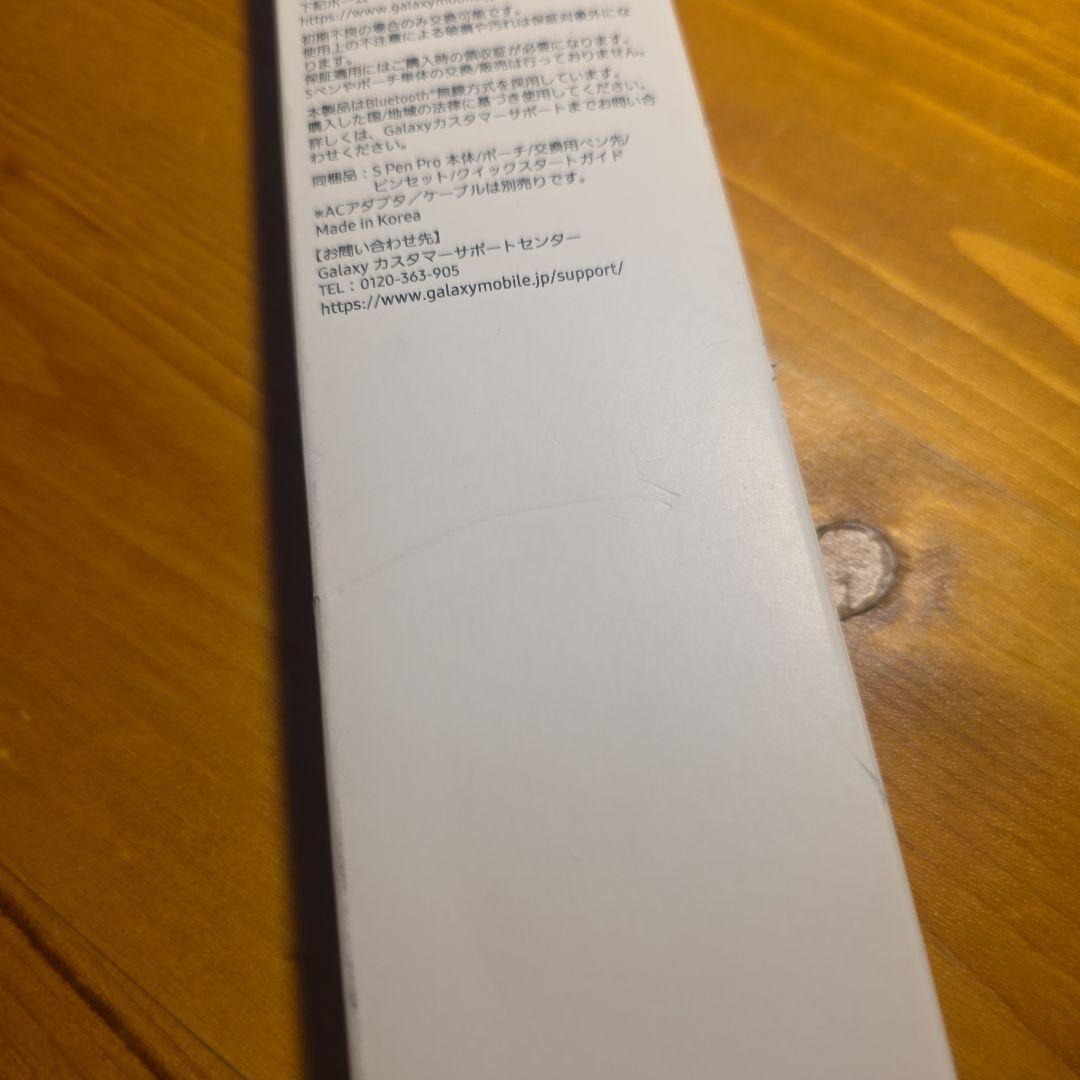 下記ホーム
https://www.galaxymobile.jp
初期不良の場合のみ交換可能です。
使用上の不注意による破損や汚れは保証対象外にな
ります。
保証適用にはご購入時の領収証が必要になります。
Sペンやポーチ単体の交換/販売は行っておりません。
本製品はBluetooth®無線方式を採用しています。
購入した国/地域の法律に基づき使用してください。
詳しくは、Galaxyカスタマーサポートまでお問い合
わせください。
同梱品：S Pen Pro 本体/ポーチ/交換用ペン先/
ピンセット/クイックスタートガイド
※ACアダプタ／ケーブルは別売りです。
Made in Korea
【お問い合わせ先】
Galaxy カスタマーサポートセンター
TEL：0120-363-905
https://www.galaxymobile.jp/support/